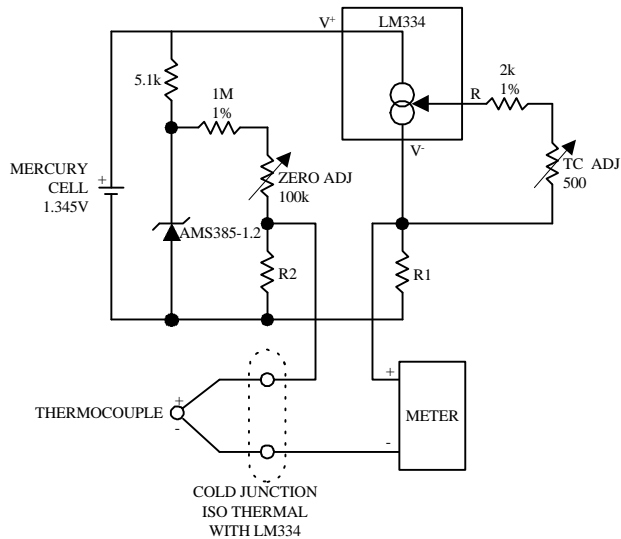 V+
LM334
5.1k
1M
1%
R
2k
1%
V-
MERCURY
CELL
1.345V
+
ZERO ADJ
100k
TC ADJ
500
AMS385-1.2
R2
R1
+
THERMOCOUPLE
+
-
METER
-
COLD JUNCTION
ISO THERMAL
WITH LM334